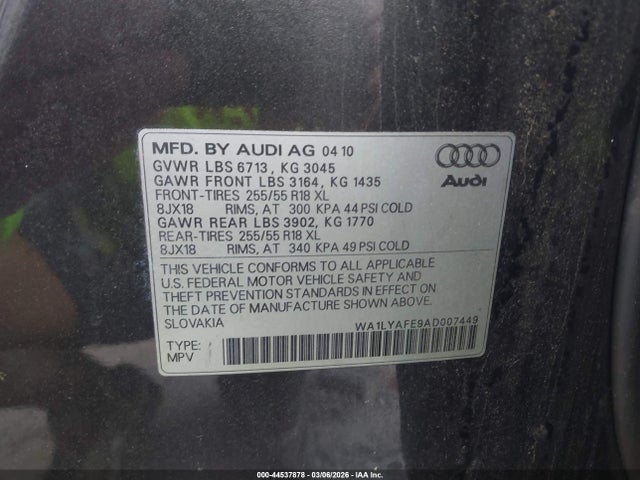 MFD. BY AUDI AG 04 10
GVWR LBS 6713, KG 3045
GAWR FRONT LBS 3164, KG 1435
FRONT-TIRES 255/55 R18 XL
8JX18 RIMS, AT 300 KPA 44 PSI COLD
GAWR REAR LBS 3902, KG 1770
REAR-TIRES 255/55 R18 XL
8JX18 RIMS, AT 340 KPA 49 PSI COLD
Audi
THIS VEHICLE CONFORMS TO ALL APPLICABLE
U.S. FEDERAL MOTOR VEHICLE SAFETY AND
THEFT PREVENTION STANDARDS IN EFFECT ON
THE DATE OF MANUFACTURE SHOWN ABOVE.
SLOVAKIA
WA1LYAFE9AD007449
TYPE:
MPV
000-44537878 | 03/06/2026 - IAA LLC